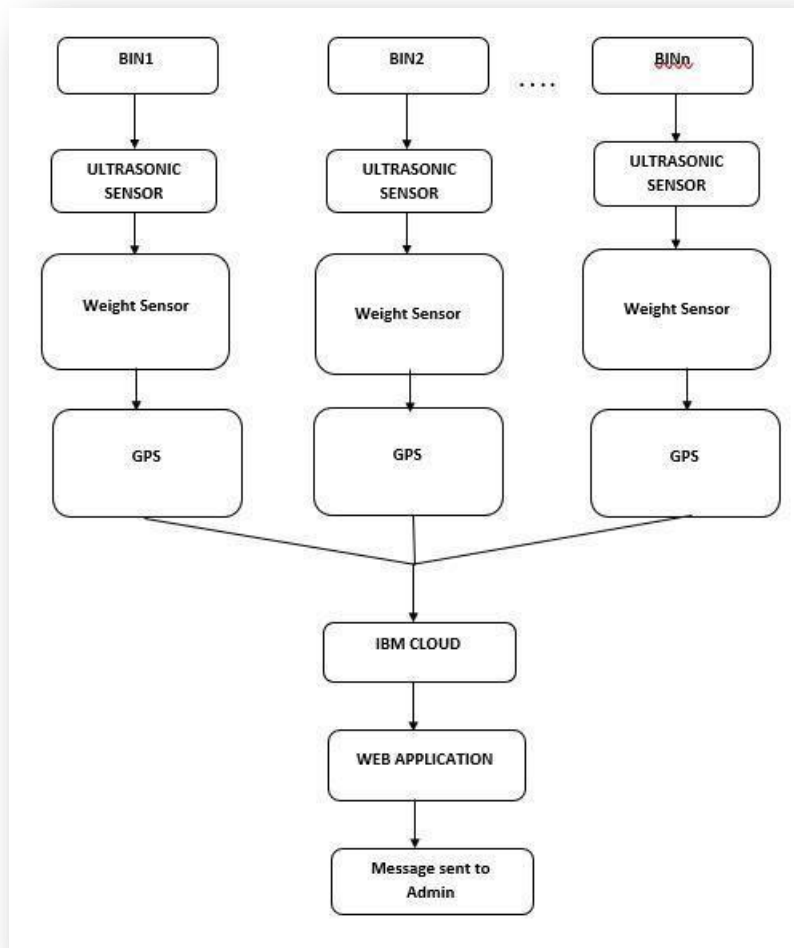 BIN1
BIN2
....
BINn
ULTRASONIC
SENSOR
ULTRASONIC
SENSOR
ULTRASONIC
SENSOR
Weight Sensor
Weight Sensor
Weight Sensor
GPS
GPS
GPS
IBM CLOUD
WEB APPLICATION
Message sent to
Admin